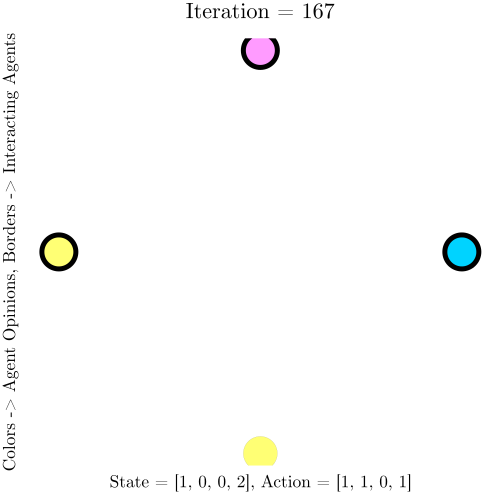 Iteration = 167
Colors -> Agent Opinions, Borders -> Interacting Agents
State = [1, 0, 0, 2], Action = [1, 1, 0, 1]